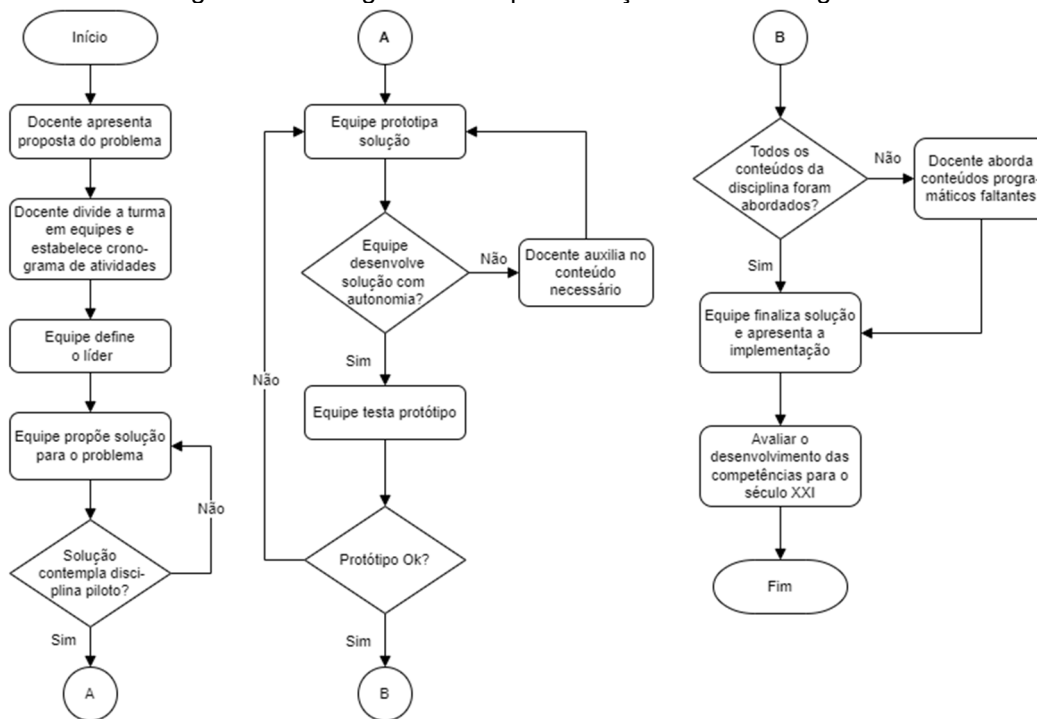 Início
Docente apresenta
proposta do problema
Docente divide a turma
em equipes e
estabelece crono-
grama de atividades
Equipe define
o líder
Equipe propõe solução
para o problema
Não
Solução
contempla disci-
plina piloto?
Sim
A
A
Equipe prototipa
solução
Equipe
desenvolve
solução com
autonomia?
Não
Docente auxilia no
conteúdo
necessário
Sim
Não
Equipe testa protótipo
Protótipo Ok?
Sim
B
B
Todos os
conteúdos da
disciplina foram
abordados?
Não
Docente aborda
conteúdos progra-
máticos faltantes
Sim
Equipe finaliza solução
e apresenta a
implementação
Avaliar o
desenvolvimento das
competências para o
século XXI
Fim